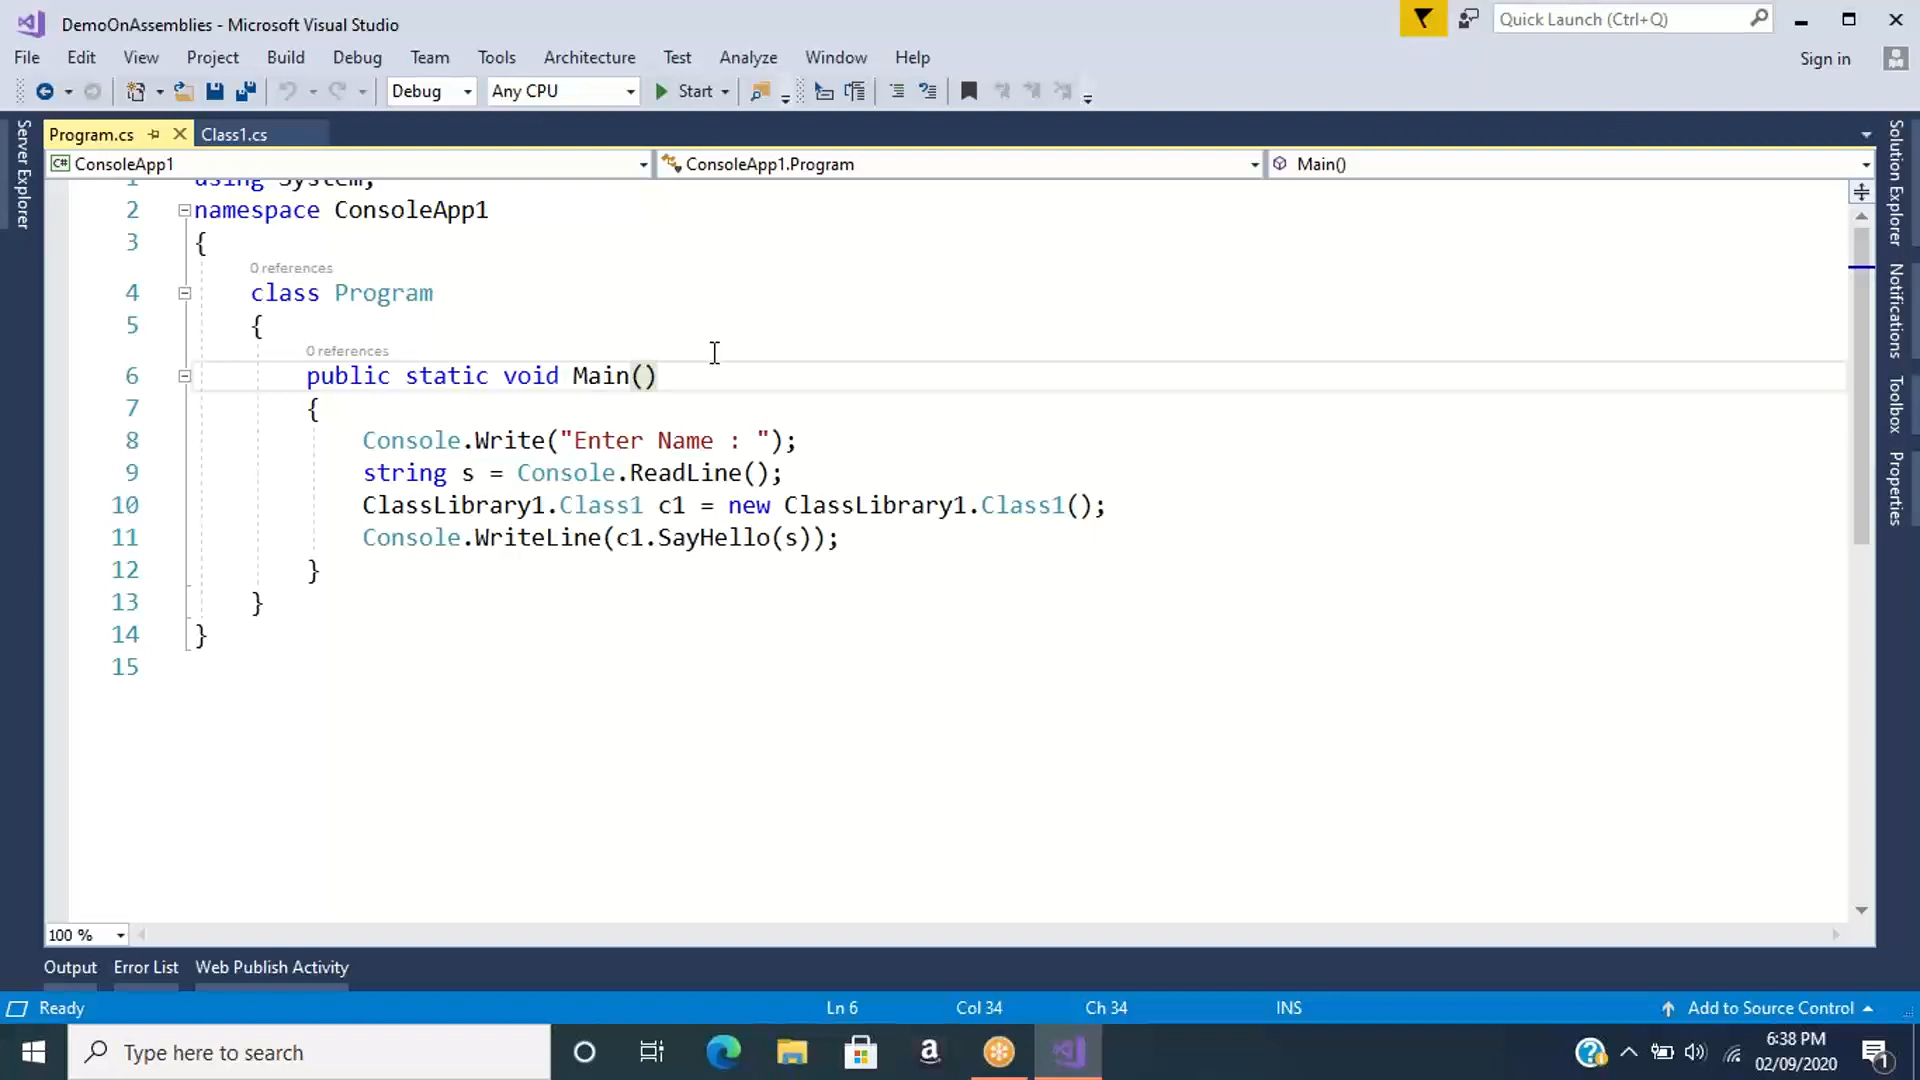 DemoOnAssemblies - Microsoft Visual Studio
Quick Launch (Ctrl+Q)
File Edit View Project Build Debug Team Tools Architecture Test Analyze Window Help
Sign in
Debug Any CPU Start
Program.cs Class1.cs
C# ConsoleApp1 ConsoleApp1.Program Main()
Server Explorer
Solution Explorer
Notifications
Toolbox
Properties
1 using System;
2 namespace ConsoleApp1
3 {
0 references
4 class Program
5 {
0 references
6 public static void Main()
7 {
8 Console.Write("Enter Name : ");
9 string s = Console.ReadLine();
10 ClassLibrary1.Class1 c1 = new ClassLibrary1.Class1();
11 Console.WriteLine(c1.SayHello(s));
12 }
13 }
14 }
15
100 %
Output Error List Web Publish Activity
Ready Ln 6 Col 34 Ch 34 INS Add to Source Control
Type here to search
6:38 PM
02/09/2020
1